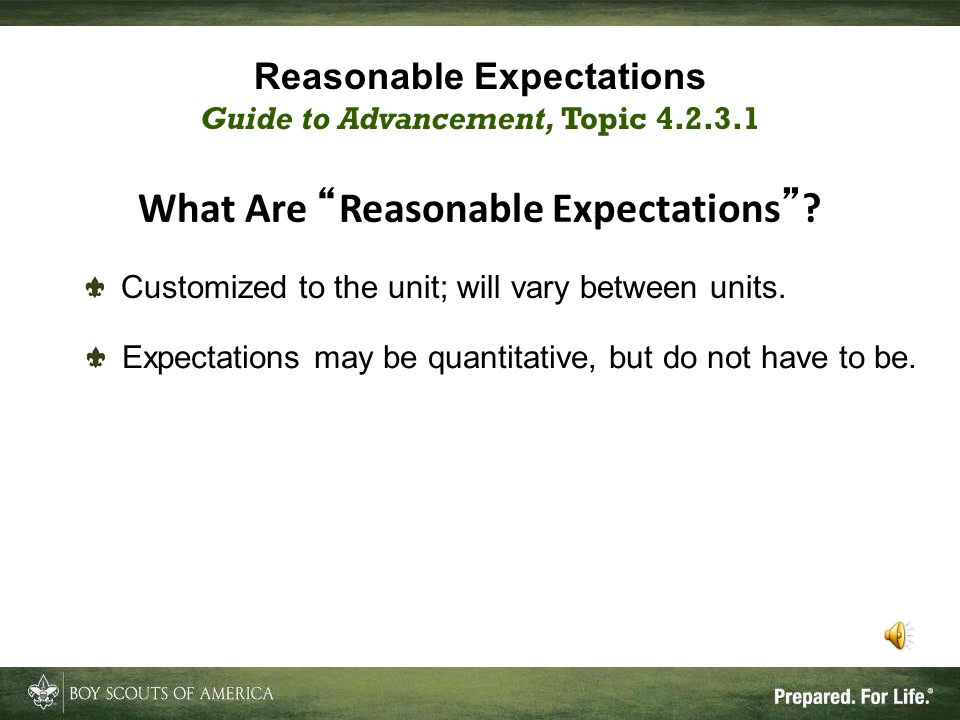 Reasonable Expectations
Guide to Advancement, Topic 4.2.3.1
What Are “Reasonable Expectations”?
Customized to the unit; will vary between units.
Expectations may be quantitative, but do not have to be.
BOY SCOUTS OF AMERICA
Prepared. For Life.®